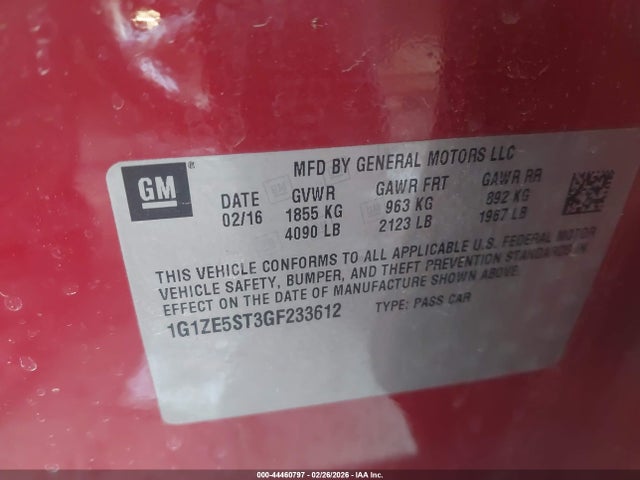 GM
MFD BY GENERAL MOTORS LLC
DATE GVWR GAWR FRT GAWR RR
02/16 1855 KG 963 KG 892 KG
4090 LB 2123 LB 1967 LB
THIS VEHICLE CONFORMS TO ALL APPLICABLE U.S. FEDERAL MOTOR
VEHICLE SAFETY, BUMPER, AND THEFT PREVENTION STANDARDS IN
EFFECT ON THE DATE OF MANUFACTURE SHOWN ABOVE.
1G1ZE5ST3GF233612 TYPE: PASS CAR
000-44460797 - 02/26/2026 - IAA Inc.